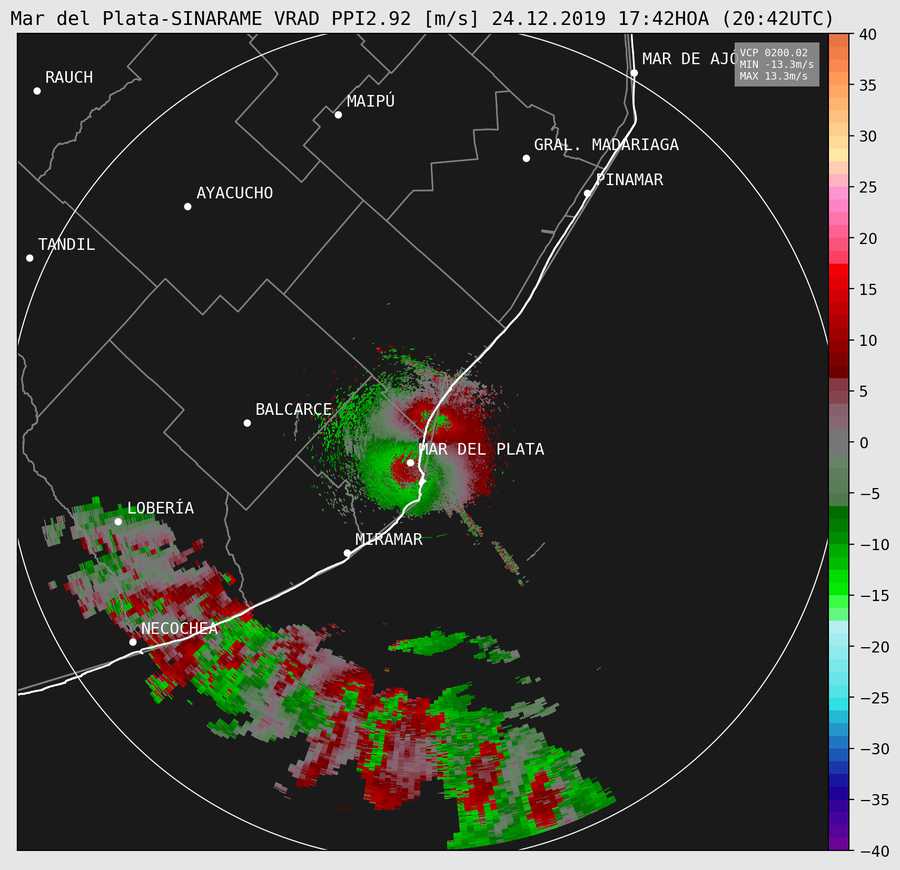 Mar del Plata-SINARAME VRAD PPI2.92 [m/s] 24.12.2019 17:42HOA (20:42UTC)
MAR DE AJÓ
VCP 0200.02
MIN -13.3m/s
MAX 13.3m/s
RAUCH
MAIPÚ
GRAL. MADARIAGA
PINAMAR
AYACUCHO
TANDIL
BALCARCE
MAR DEL PLATA
LOBERÍA
MIRAMAR
NECOCHEA
40
35
30
25
20
15
10
5
0
−5
−10
−15
−20
−25
−30
−35
−40